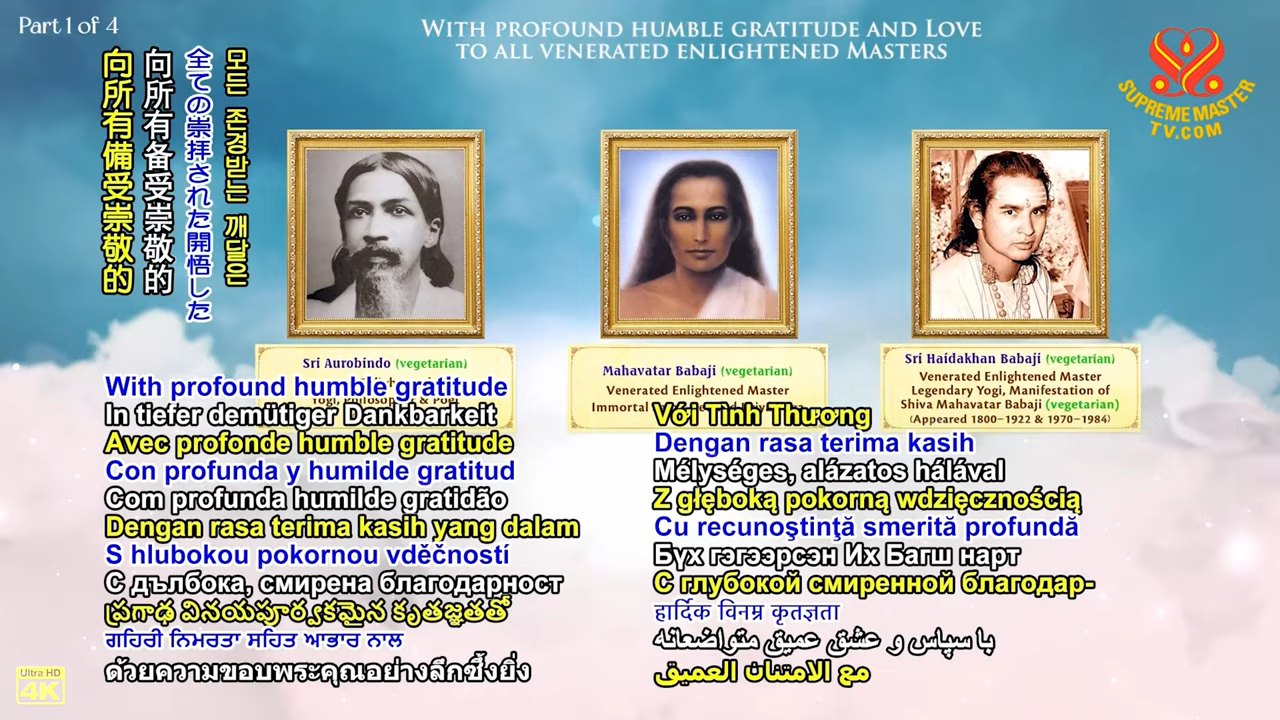 Part 1 of 4
WITH PROFOUND HUMBLE GRATITUDE AND LOVE
TO ALL VENERATED ENLIGHTENED MASTERS
SUPREME MASTER
TV.COM
向所有備受崇敬的
向所有备受崇敬的
全ての崇拝された開悟した
모든 존경받는 깨달은
Sri Aurobindo (vegetarian)
Yogi, Philosopher & Poet
Mahavatar Babaji (vegetarian)
Venerated Enlightened Master
Immortal
Sri Haidakhan Babaji (vegetarian)
Venerated Enlightened Master
Legendary Yogi, Manifestation of
Shiva Mahavatar Babaji (vegetarian)
(Appeared 1800–1922 & 1970–1984)
With profound humble gratitude
In tiefer demütiger Dankbarkeit
Avec profonde humble gratitude
Con profunda y humilde gratitud
Com profunda humilde gratidão
Dengan rasa terima kasih yang dalam
S hlubokou pokornou vděčností
С дълбока, смирена благодарност
ప్రగాఢ వినయపూర్వకమైన కృతజ్ఞతతో
ਗਹਿਰੀ ਨਿਮਰਤਾ ਸਹਿਤ ਆਭਾਰ ਨਾਲ
ด้วยความขอบพระคุณอย่างลึกซึ้งยิ่ง
Với Tình Thương
Dengan rasa terima kasih
Mélységes, alázatos hálával
Z głęboką pokorną wdzięcznością
Cu recunoştinţă smerită profundă
Бүх гэгээрсэн Их Багш нарт
С глубокой смиренной благодар-
हार्दिक विनम्र कृतज्ञता
با سپاس و عشق عمیق متواضعانه
مع الامتنان العميق
Ultra HD
4K